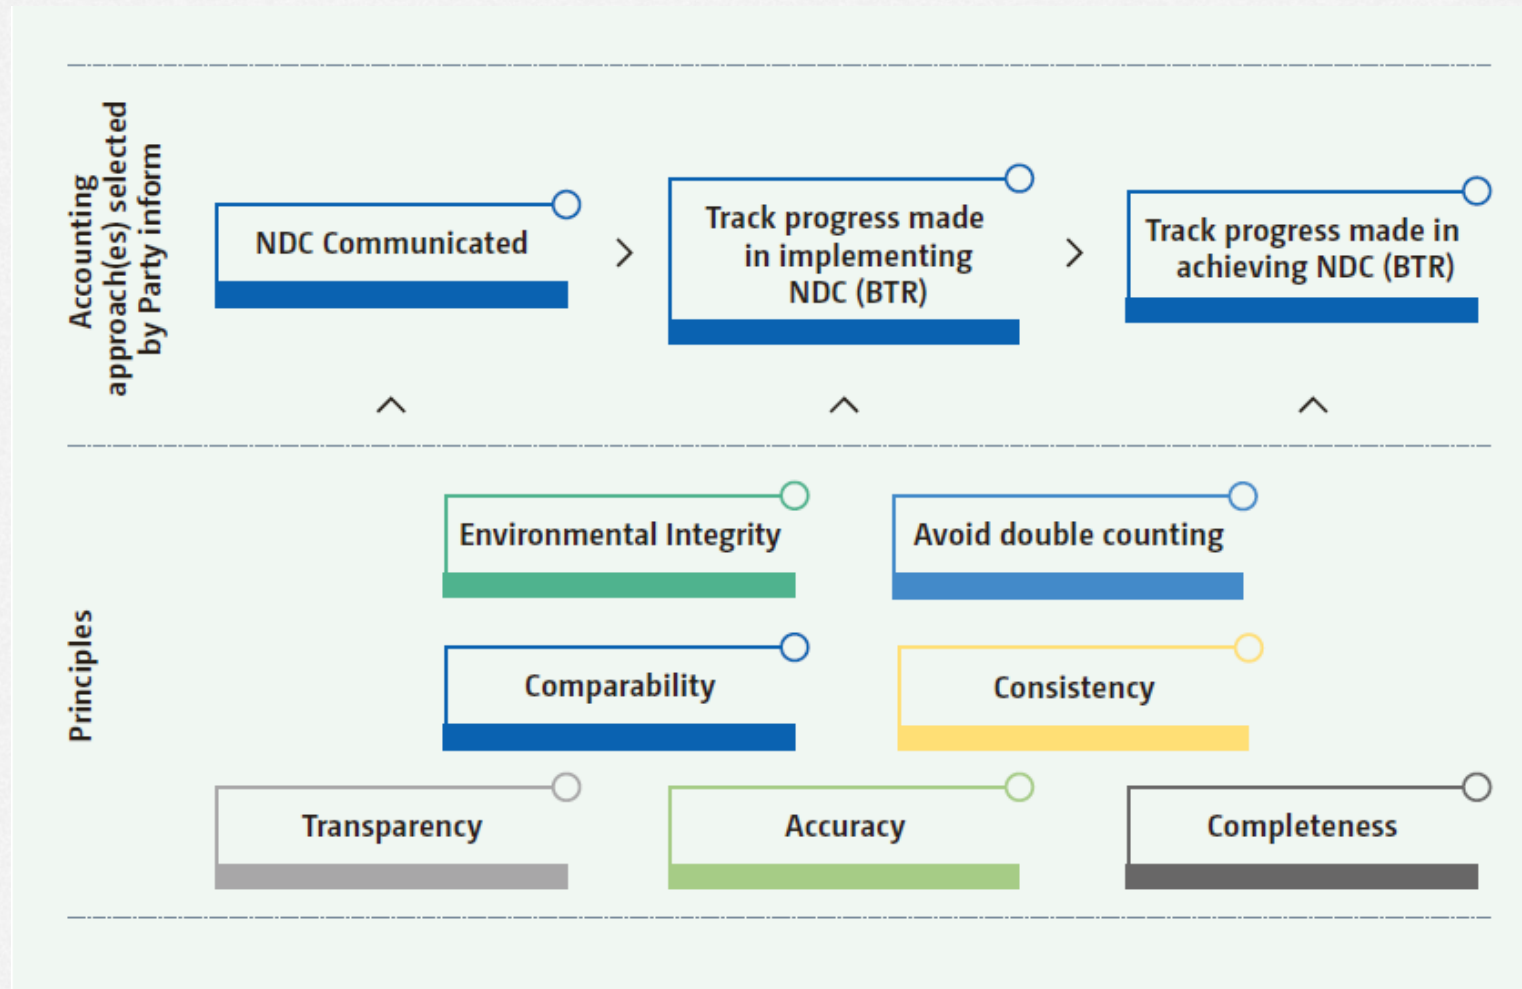 Accounting
approach(es) selected
by Party inform
NDC Communicated
>
Track progress made
in implementing
NDC (BTR)
>
Track progress made in
achieving NDC (BTR)
Principles
Environmental Integrity
Avoid double counting
Comparability
Consistency
Transparency
Accuracy
Completeness